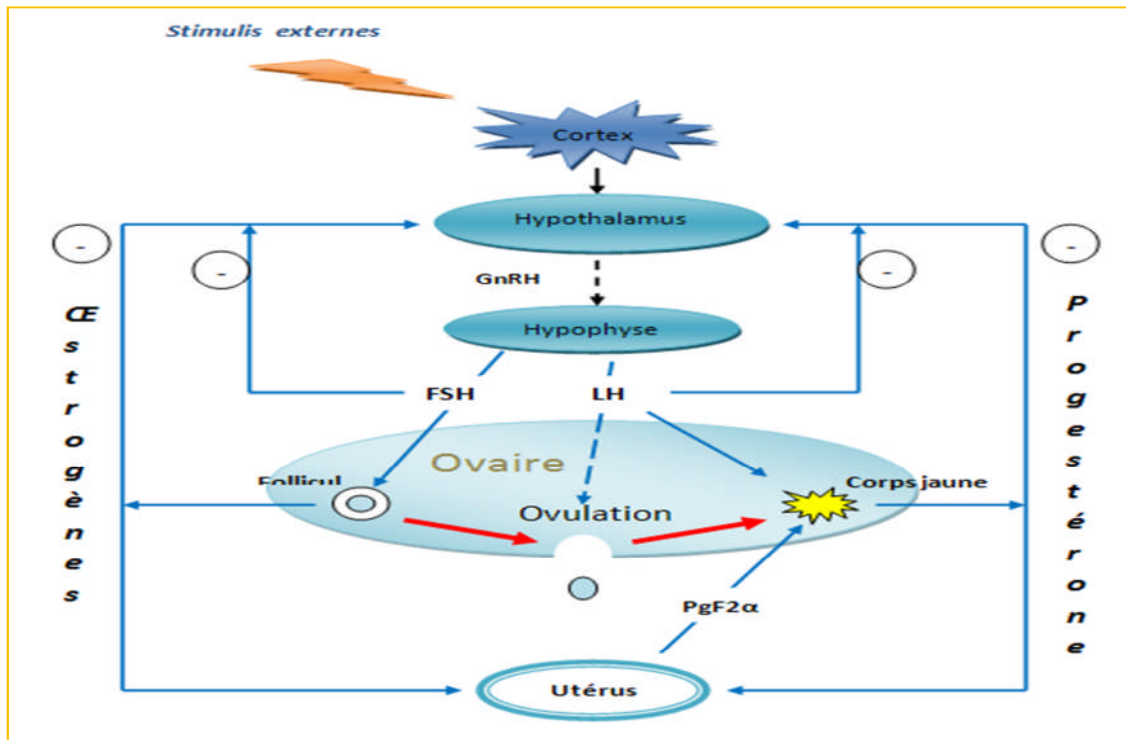 Stimulis externes
Cortex
Hypothalamus
-
-
-
-
GnRH
Hypophyse
Œstrogènes
Progestérone
FSH
LH
Ovaire
Follicul
Corps jaune
Ovulation
PgF2α
Utérus